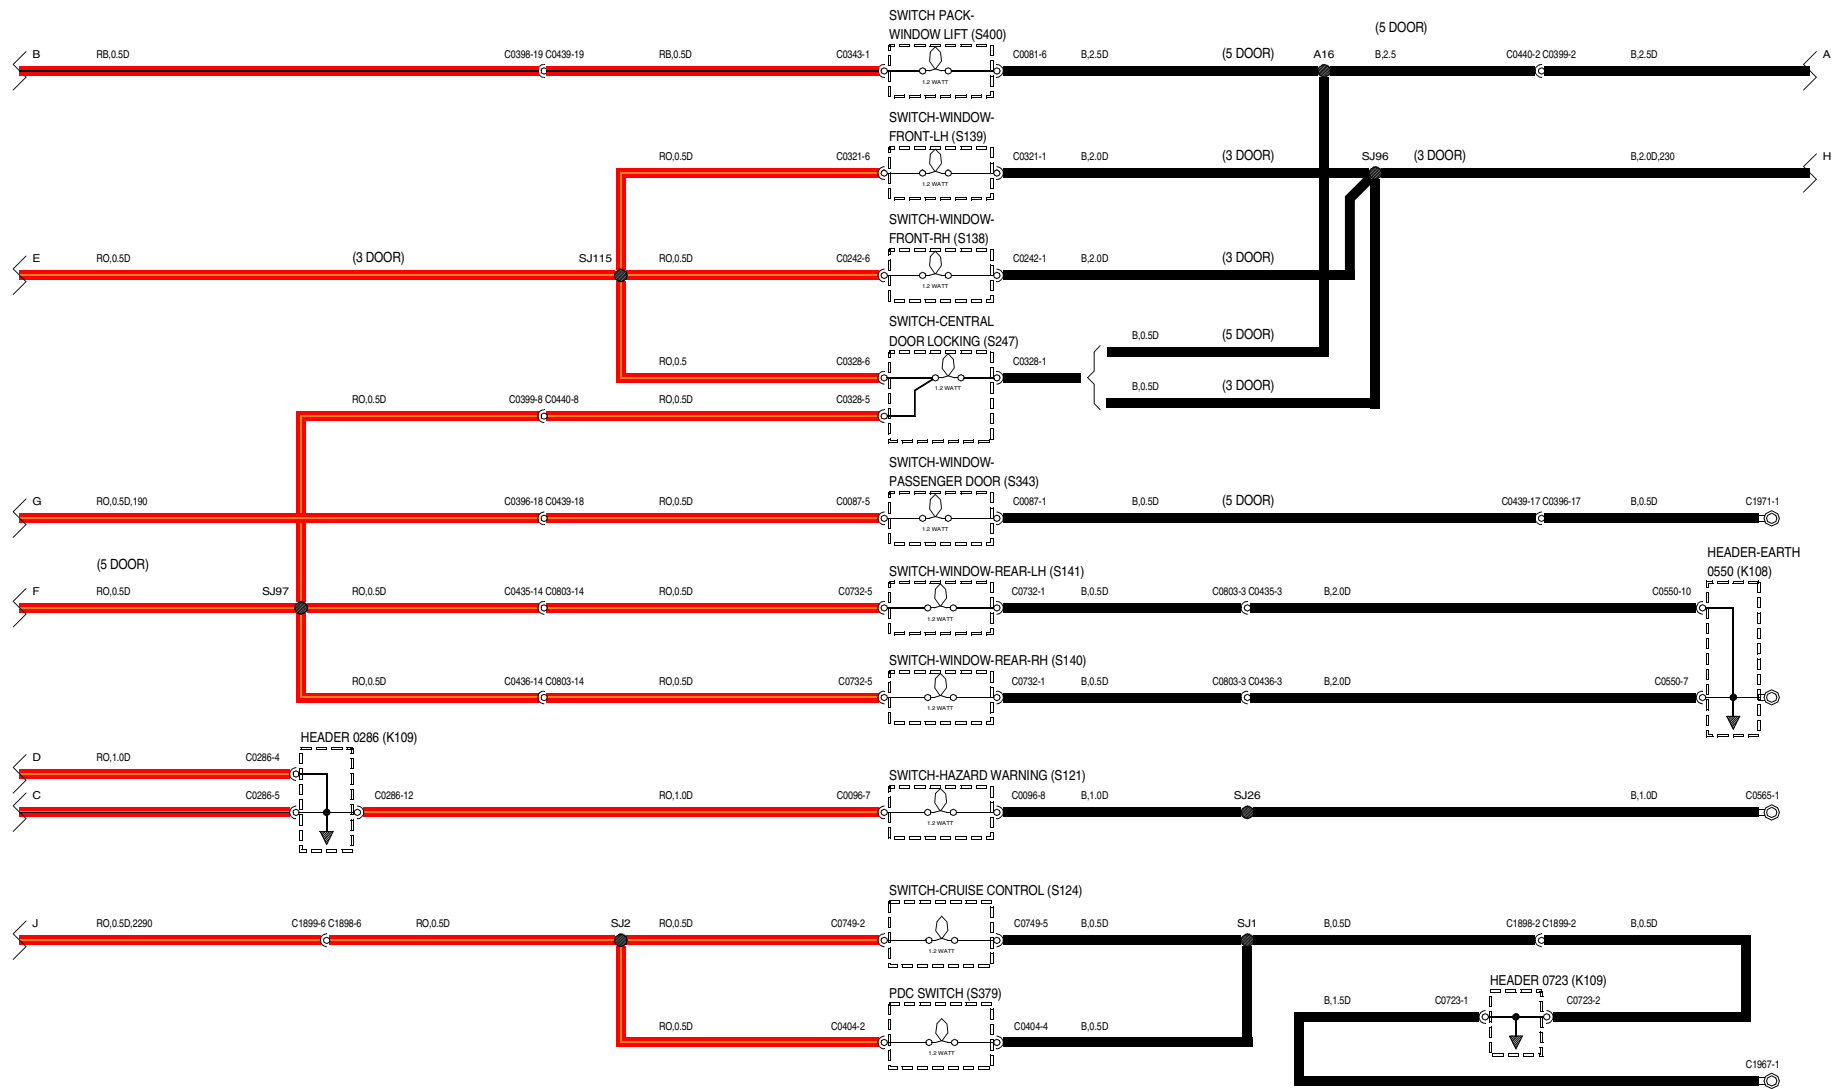 SWITCH PACK-
WINDOW LIFT (S400)
(5 DOOR)
B RB,0.5D C0398-19 C0439-19 RB,0.5D C0343-1 C0081-6 B,2.5D (5 DOOR) A16 B,2.5 C0440-2 C0399-2 B,2.5D A
1.2 WATT
SWITCH-WINDOW-
FRONT-LH (S139)
RO,0.5D C0321-6 C0321-1 B,2.0D (3 DOOR) SJ96 (3 DOOR) B,2.0D,230 H
1.2 WATT
SWITCH-WINDOW-
FRONT-RH (S138)
E RO,0.5D (3 DOOR) SJ115 RO,0.5D C0242-6 C0242-1 B,2.0D (3 DOOR)
1.2 WATT
SWITCH-CENTRAL
DOOR LOCKING (S247)
B,0.5D (5 DOOR)
RO,0.5 C0328-6 C0328-1
1.2 WATT
B,0.5D (3 DOOR)
RO,0.5D C0399-8 C0440-8 RO,0.5D C0328-5
SWITCH-WINDOW-
PASSENGER DOOR (S343)
G RO,0.5D,190 C0396-18 C0439-18 RO,0.5D C0087-5 C0087-1 B,0.5D (5 DOOR) C0439-17 C0396-17 B,0.5D C1971-1
1.2 WATT
HEADER-EARTH
0550 (K108)
(5 DOOR)
SWITCH-WINDOW-REAR-LH (S141)
F RO,0.5D SJ97 RO,0.5D C0435-14 C0803-14 RO,0.5D C0732-5 C0732-1 B,0.5D C0803-3 C0435-3 B,2.0D C0550-10
1.2 WATT
SWITCH-WINDOW-REAR-RH (S140)
RO,0.5D C0436-14 C0803-14 RO,0.5D C0732-5 C0732-1 B,0.5D C0803-3 C0436-3 B,2.0D C0550-7
1.2 WATT
HEADER 0286 (K109)
D RO,1.0D C0286-4
SWITCH-HAZARD WARNING (S121)
C C0286-5 C0286-12 RO,1.0D C0096-7 C0096-8 B,1.0D SJ26 B,1.0D C0565-1
1.2 WATT
SWITCH-CRUISE CONTROL (S124)
J RO,0.5D,2290 C1899-6 C1898-6 RO,0.5D SJ2 RO,0.5D C0749-2 C0749-5 B,0.5D SJ1 B,0.5D C1898-2 C1899-2 B,0.5D
1.2 WATT
HEADER 0723 (K109)
PDC SWITCH (S379)
B,1.5D C0723-1 C0723-2
RO,0.5D C0404-2 C0404-4 B,0.5D
1.2 WATT
C1967-1